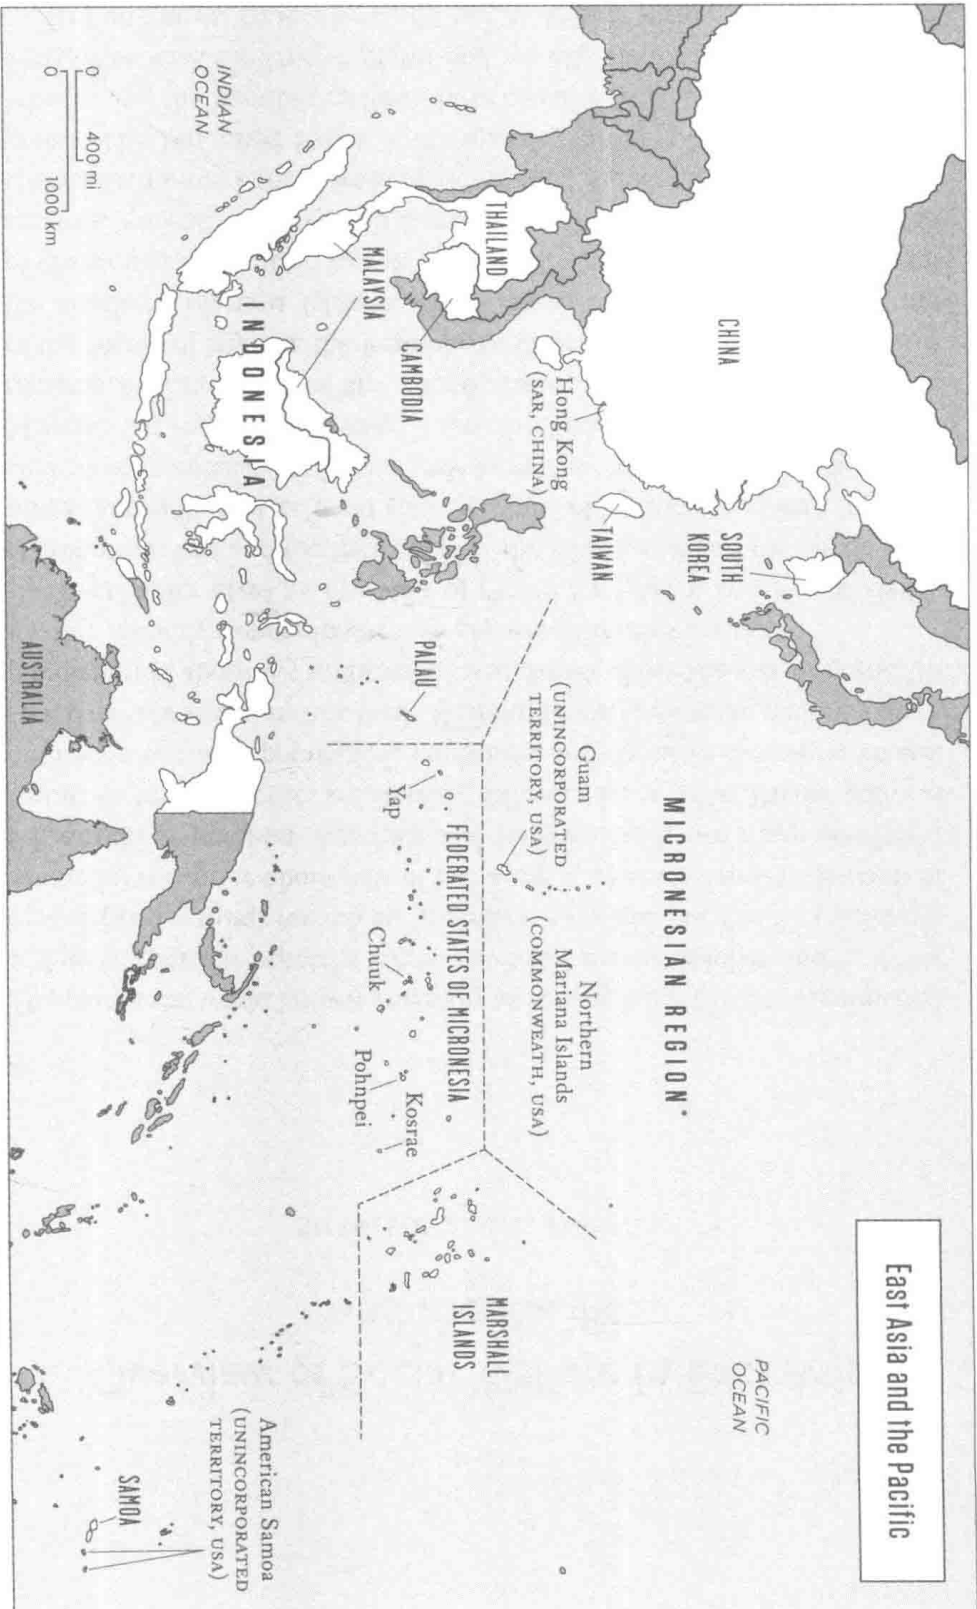 East Asia and the Pacific
CHINA
SOUTH
KOREA
TAIWAN
Hong Kong
(SAR, CHINA)
THAILAND
CAMBODIA
MALAYSIA
INDONESIA
INDIAN
OCEAN
0 400 mi
0 1000 km
MICRONESIAN REGION
Guam
(UNINCORPORATED
TERRITORY, USA)
Northern
Mariana Islands
(COMMONWEATH, USA)
PALAU
Yap
FEDERATED STATES OF MICRONESIA
Chuuk
Pohnpei
Kosrae
MARSHALL
ISLANDS
PACIFIC
OCEAN
AUSTRALIA
American Samoa
(UNINCORPORATED
TERRITORY, USA)
SAMOA